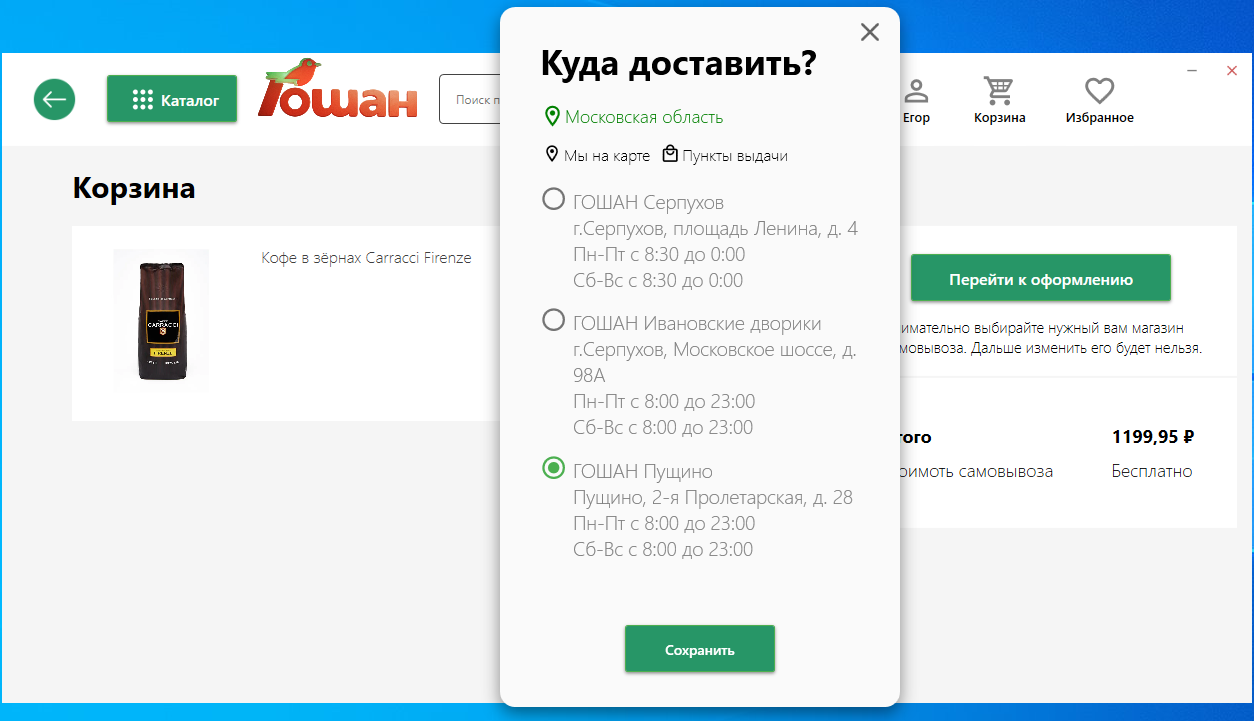 Каталог
Гошан
Поиск п
Егор
Корзина
Избранное
Корзина
Кофе в зёрнах Carracci Firenze
CARRACCI
FIRENZE
Куда доставить?
Московская область
Мы на карте Пункты выдачи
ГОШАН Серпухов
г.Серпухов, площадь Ленина, д. 4
Пн-Пт с 8:30 до 0:00
Сб-Вс с 8:30 до 0:00
ГОШАН Ивановские дворики
г.Серпухов, Московское шоссе, д.
98А
Пн-Пт с 8:00 до 23:00
Сб-Вс с 8:00 до 23:00
ГОШАН Пущино
Пущино, 2-я Пролетарская, д. 28
Пн-Пт с 8:00 до 23:00
Сб-Вс с 8:00 до 23:00
Сохранить
Перейти к оформлению
имательно выбирайте нужный вам магазин
мовывоза. Дальше изменить его будет нельзя.
того 1199,95 ₽
оимоть самовывоза Бесплатно